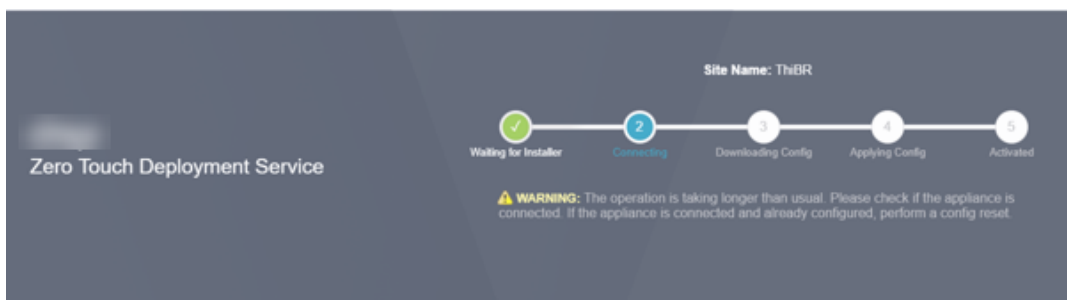 Site Name: ThiBR
2
3
4
5
Waiting for Installer
Connecting
Downloading Config
Applying Config
Activated
Zero Touch Deployment Service
WARNING: The operation is taking longer than usual. Please check if the appliance is
connected. If the appliance is connected and already configured, perform a config reset.